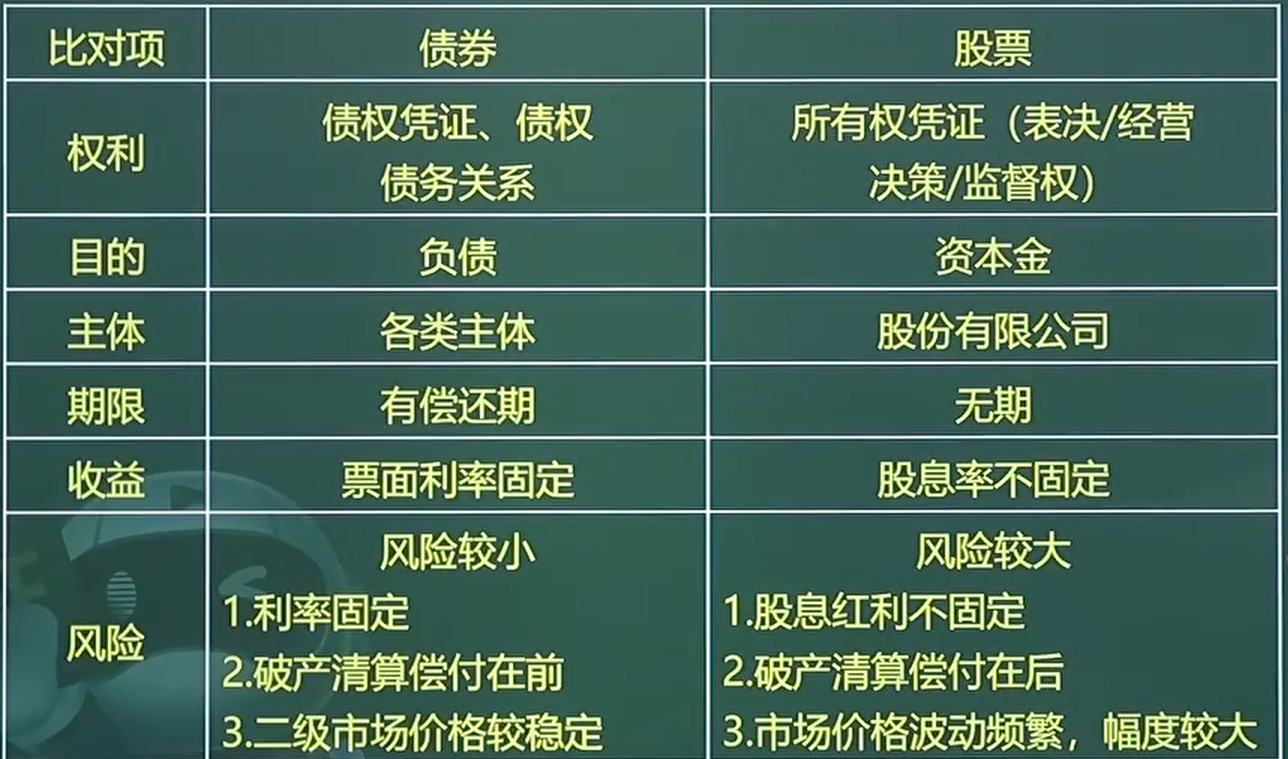 比对项 债券 股票
权利 债权凭证、债权 债务关系 所有权凭证（表决/经营 决策/监督权）
目的 负债 资本金
主体 各类主体 股份有限公司
期限 有偿还期 无期
收益 票面利率固定 股息率不固定
风险
风险较小
1.利率固定
2.破产清算偿付在前
3.二级市场价格较稳定
风险较大
1.股息红利不固定
2.破产清算偿付在后
3.市场价格波动频繁，幅度较大